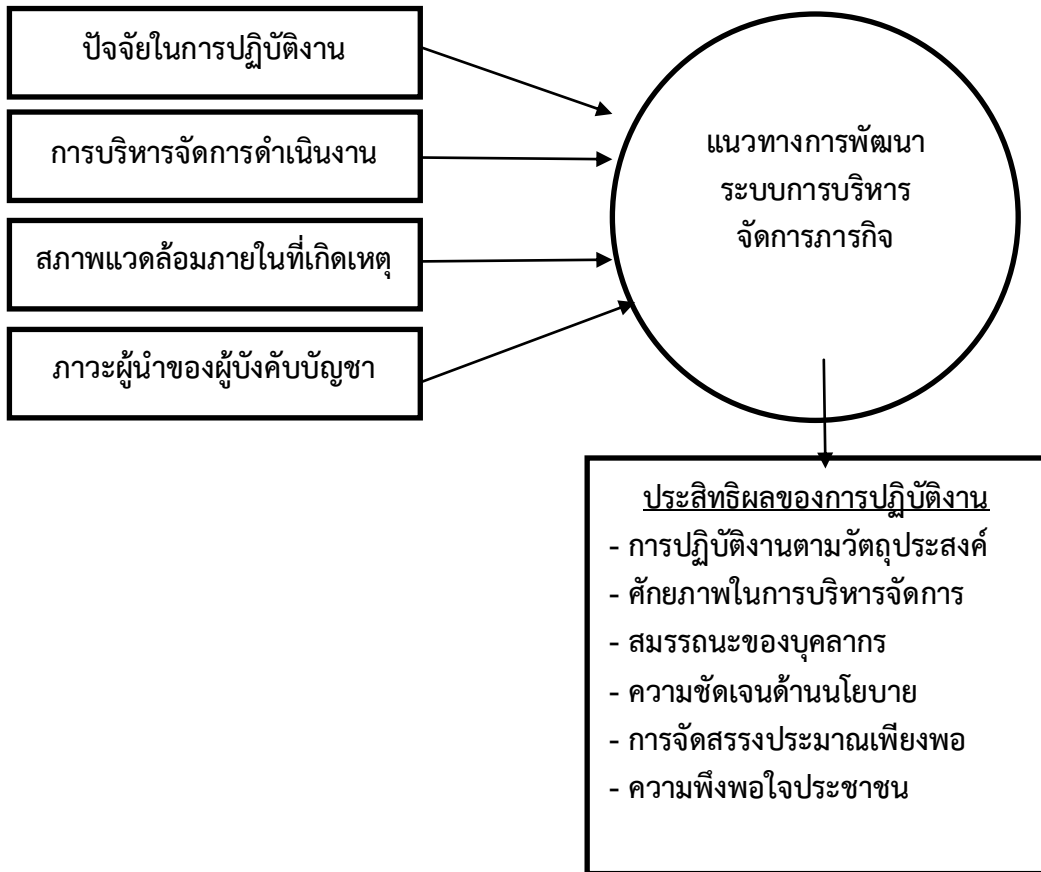 ปัจจัยในการปฏิบัติงาน
การบริหารจัดการดำเนินงาน
สภาพแวดล้อมภายในที่เกิดเหตุ
ภาวะผู้นำของผู้บังคับบัญชา
แนวทางการพัฒนา
ระบบการบริหาร
จัดการภารกิจ
ประสิทธิผลของการปฏิบัติงาน
- การปฏิบัติงานตามวัตถุประสงค์
- ศักยภาพในการบริหารจัดการ
- สมรรถนะของบุคลากร
- ความชัดเจนด้านนโยบาย
- การจัดสรรงประมาณเพียงพอ
- ความพึงพอใจประชาชน